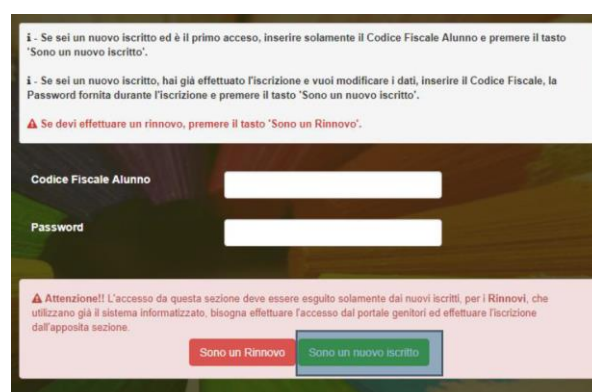 i - Se sei un nuovo iscritto ed è il primo acceso, inserire solamente il Codice Fiscale Alunno e premere il tasto
'Sono un nuovo iscritto'.
i - Se sei un nuovo iscritto, hai già effettuato l'iscrizione e vuoi modificare i dati, inserire il Codice Fiscale, la
Password fornita durante l'iscrizione e premere il tasto 'Sono un nuovo iscritto'.
Se devi effettuare un rinnovo, premere il tasto 'Sono un Rinnovo'.
Codice Fiscale Alunno
Password
Attenzione!! L'accesso da questa sezione deve essere esguito solamente dai nuovi iscritti, per i Rinnovi, che
utilizzano già il sistema informatizzato, bisogna effettuare l'accesso dal portale genitori ed effettuare l'iscrizione
dall'apposita sezione.
Sono un Rinnovo
Sono un nuovo iscritto